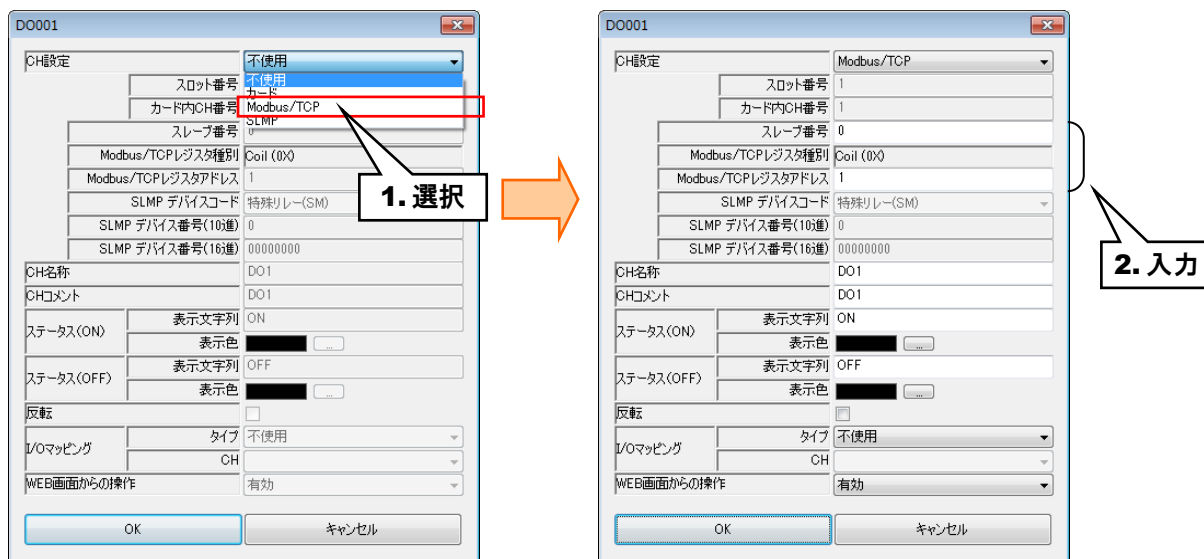 DO001
CH設定 不使用
不使用
スロット番号
カード
カード内CH番号 Modbus/TCP
SLMP
スレーブ番号 0
Modbus/TCPレジスタ種別 Coil (0X)
Modbus/TCPレジスタアドレス 1
SLMP デバイスコード 特殊リレー(SM)
SLMP デバイス番号(10進) 0
SLMP デバイス番号(16進) 00000000
CH名称 DO1
CHコメント DO1
ステータス(ON) 表示文字列 ON
表示色 ...
ステータス(OFF) 表示文字列 OFF
表示色 ...
反転
I/Oマッピング タイプ 不使用
CH
WEB画面からの操作 有効
OK キャンセル
1. 選択
DO001
CH設定 Modbus/TCP
スロット番号 1
カード内CH番号 1
スレーブ番号 0
Modbus/TCPレジスタ種別 Coil (0X)
Modbus/TCPレジスタアドレス 1
SLMP デバイスコード 特殊リレー(SM)
SLMP デバイス番号(10進) 0
SLMP デバイス番号(16進) 00000000
CH名称 DO1
CHコメント DO1
ステータス(ON) 表示文字列 ON
表示色 ...
ステータス(OFF) 表示文字列 OFF
表示色 ...
反転
I/Oマッピング タイプ 不使用
CH
WEB画面からの操作 有効
OK キャンセル
2. 入力